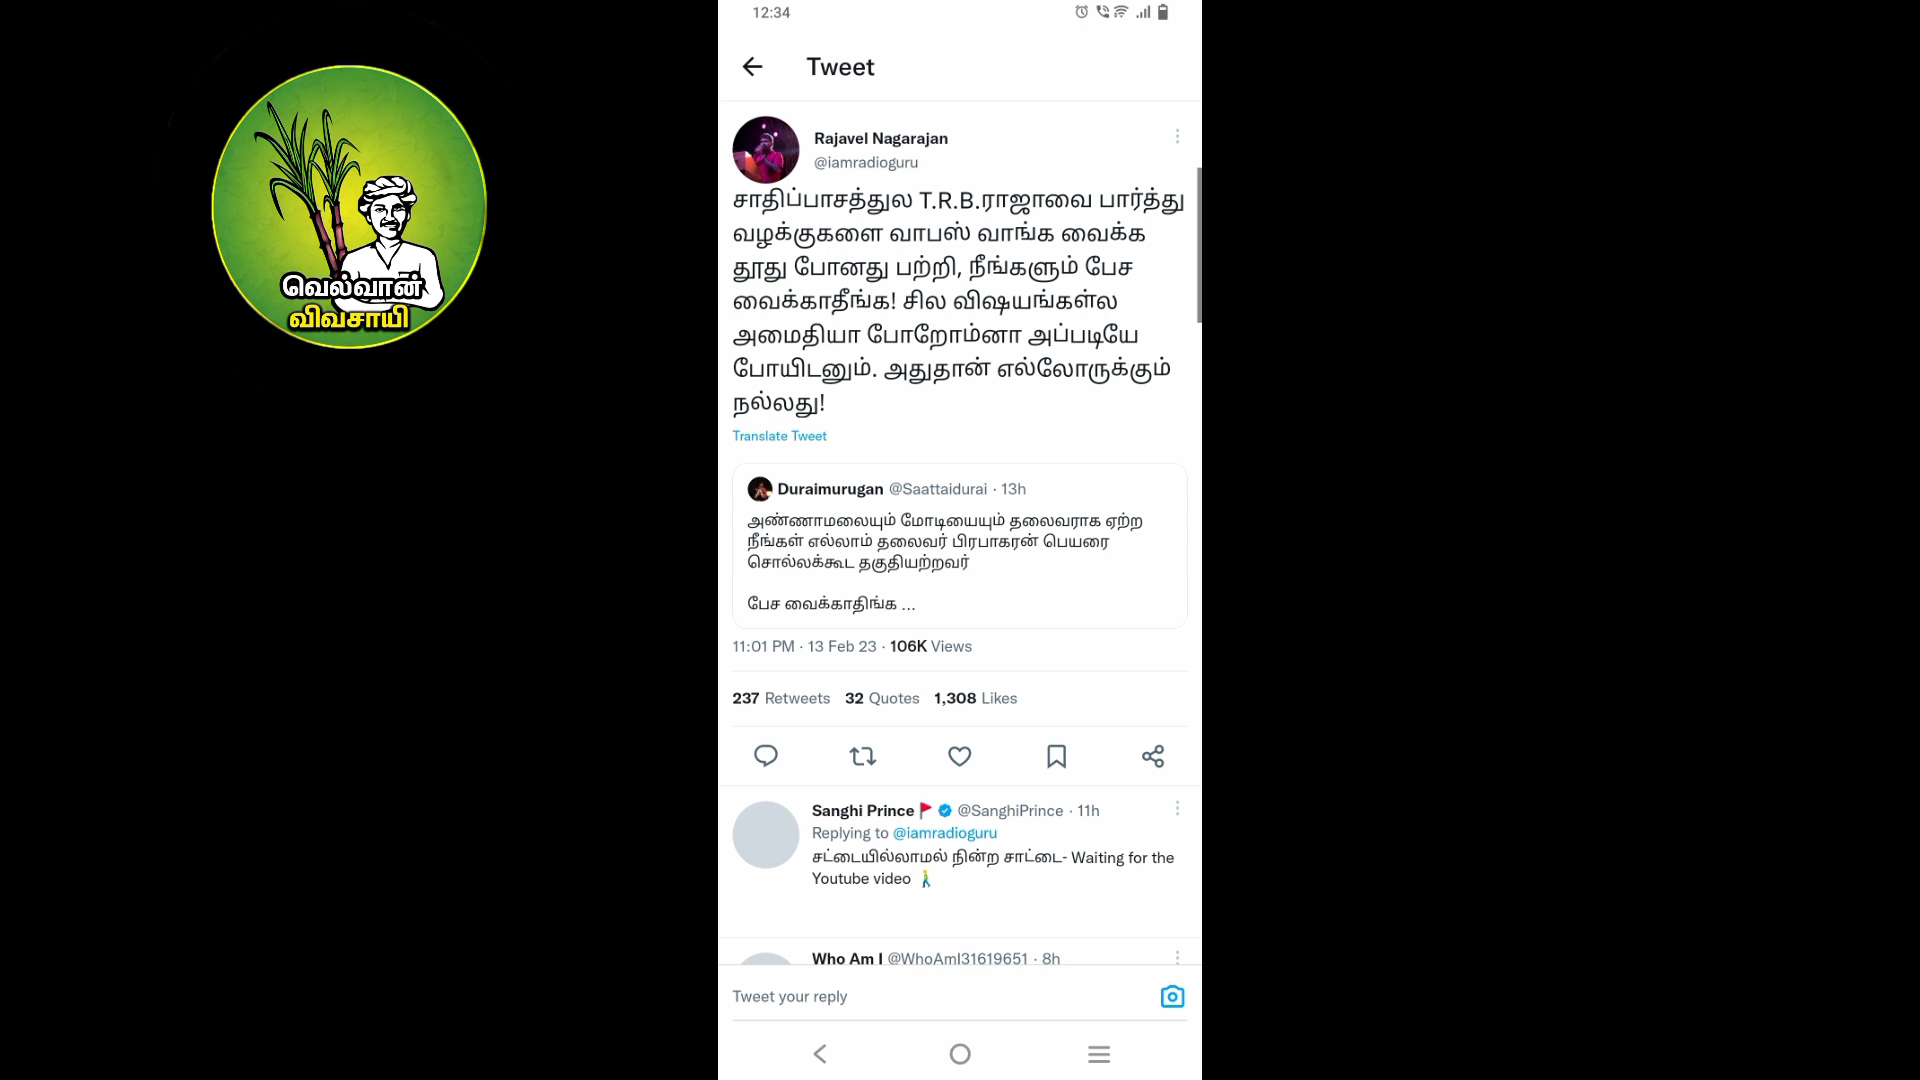 வெல்வான்
விவசாயி
12:34
Tweet
Rajavel Nagarajan
@iamradioguru
சாதிப்பாசத்துல T.R.B.ராஜாவை பார்த்து
வழக்குகளை வாபஸ் வாங்க வைக்க
தூது போனது பற்றி, நீங்களும் பேச
வைக்காதீங்க! சில விஷயங்கள்ல
அமைதியா போறோம்னா அப்படியே
போயிடனும். அதுதான் எல்லோருக்கும்
நல்லது!
Translate Tweet
Duraimurugan @Saattaidurai · 13h
அண்ணாமலையும் மோடியையும் தலைவராக ஏற்ற
நீங்கள் எல்லாம் தலைவர் பிரபாகரன் பெயரை
சொல்லக்கூட தகுதியற்றவர்
பேச வைக்காதிங்க ...
11:01 PM · 13 Feb 23 · 106K Views
237 Retweets 32 Quotes 1,308 Likes
Sanghi Prince @SanghiPrince · 11h
Replying to @iamradioguru
சட்டையில்லாமல் நின்ற சாட்டை- Waiting for the
Youtube video
Who Am I @WhoAmI31619651 · 8h
Tweet your reply